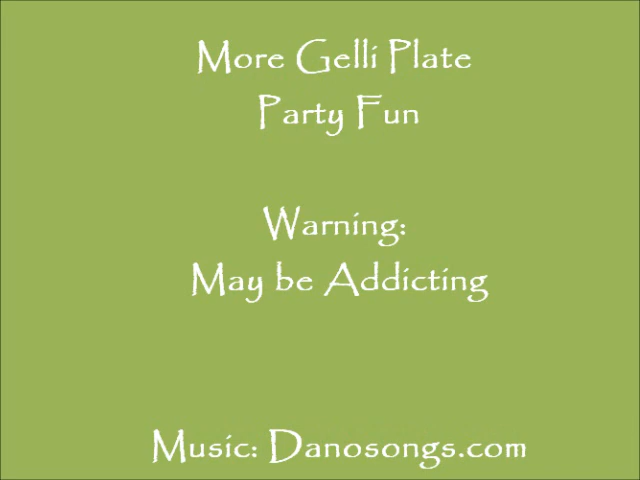 More Gelli Plate
Party Fun
Warning:
May be Addicting
Music: Danosongs.com